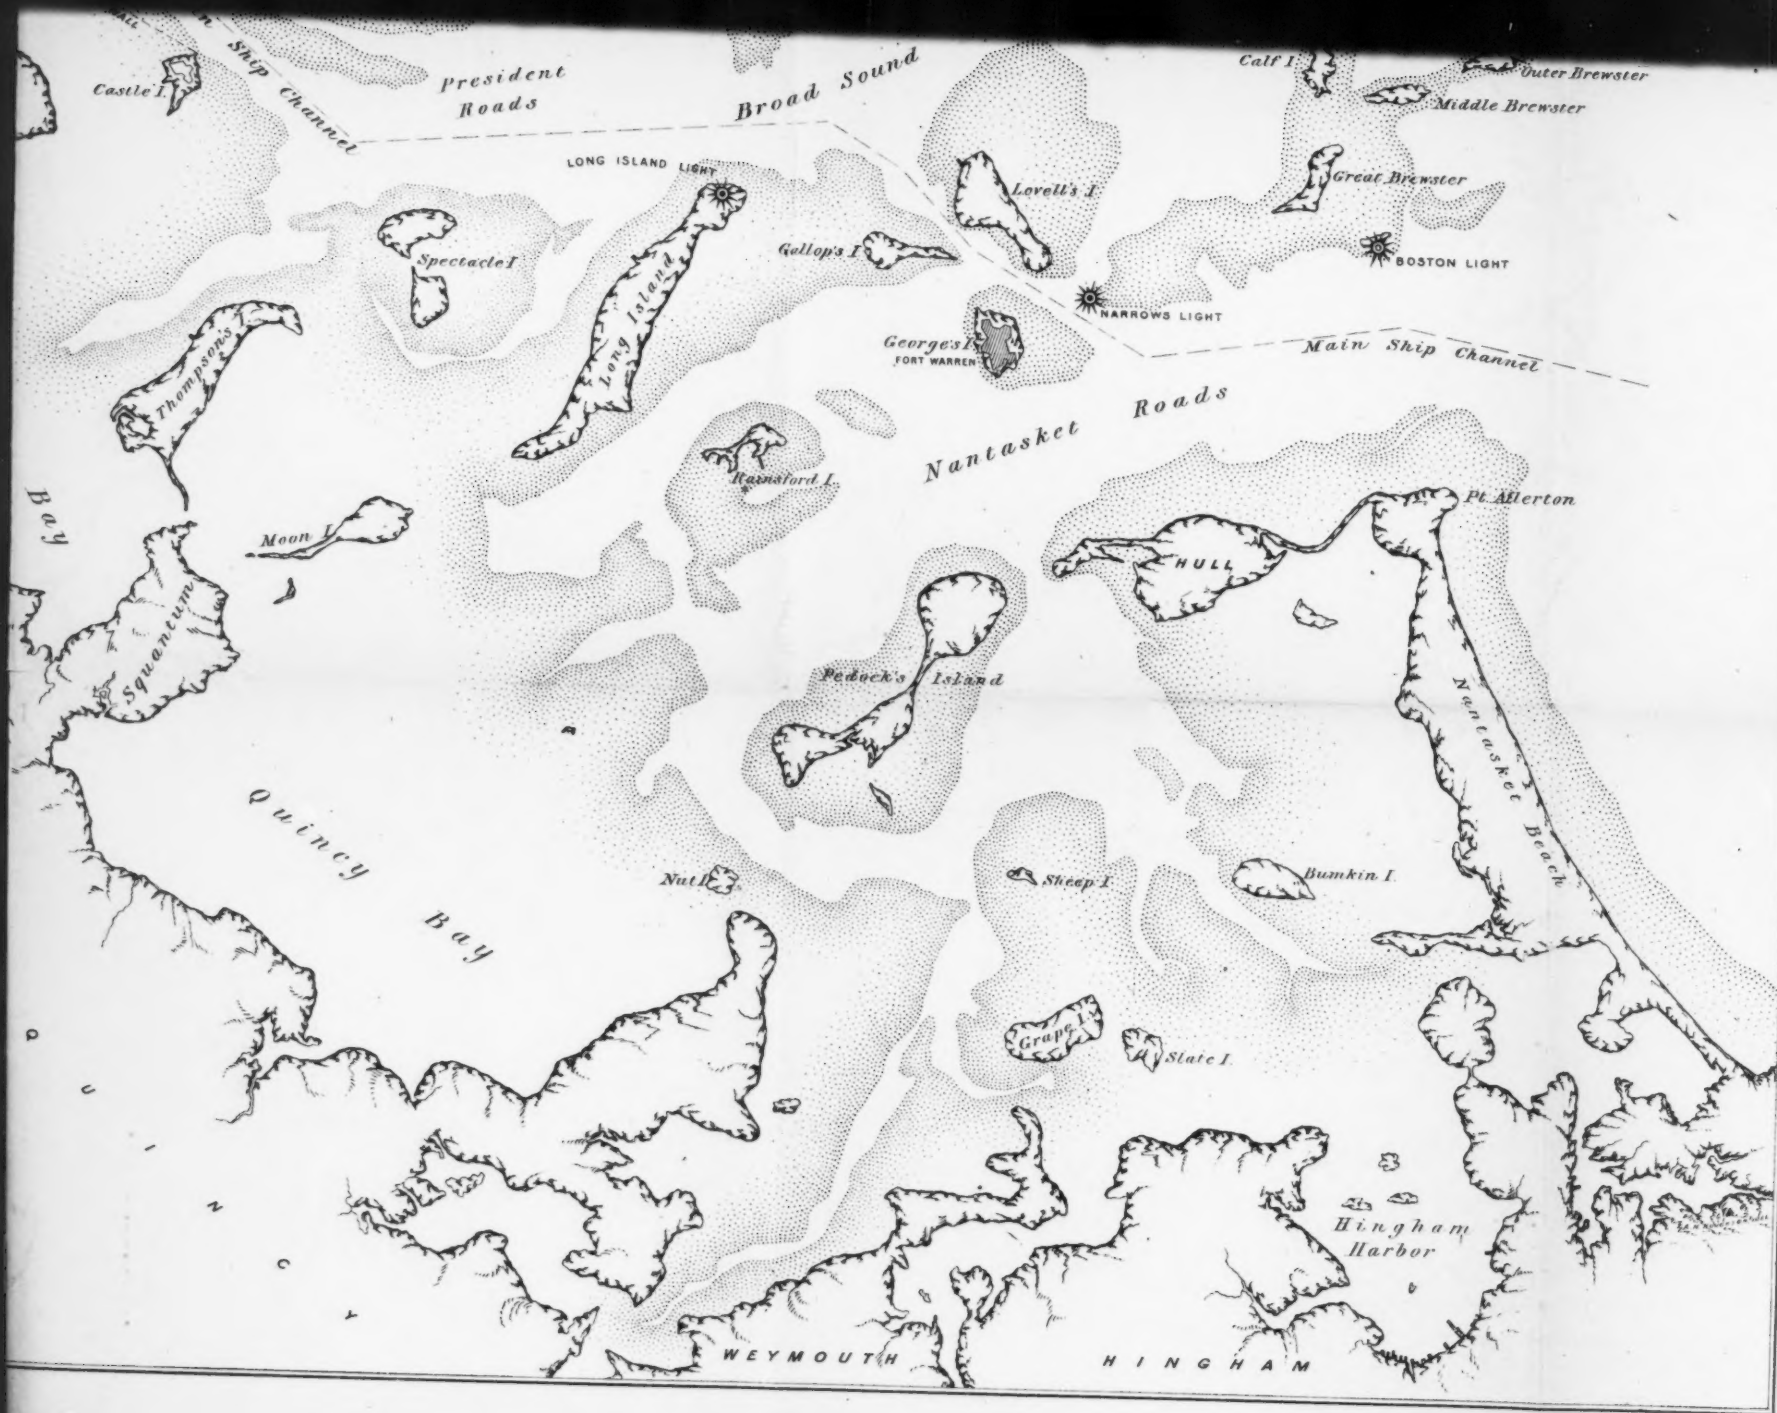 Ship Channel
Castle I.
President
Roads
Broad Sound
Calf I
Outer Brewster
Middle Brewster
LONG ISLAND LIGHT
Lovell's I
Great Brewster
Gallop's I
Spectacle I
BOSTON LIGHT
Long Island
NARROWS LIGHT
George's I.
FORT WARREN
Main Ship Channel
Thompson's I
Nantasket Roads
Rainsford I.
Pt. Allerton
Bay
Moon I.
HULL
Squantum
Pedock's Island
Nantasket Beach
Quincy Bay
Nut I.
Sheep I.
Bumkin I.
Grape I.
Slate I.
QUINCY
Hingham
Harbor
WEYMOUTH
HINGHAM